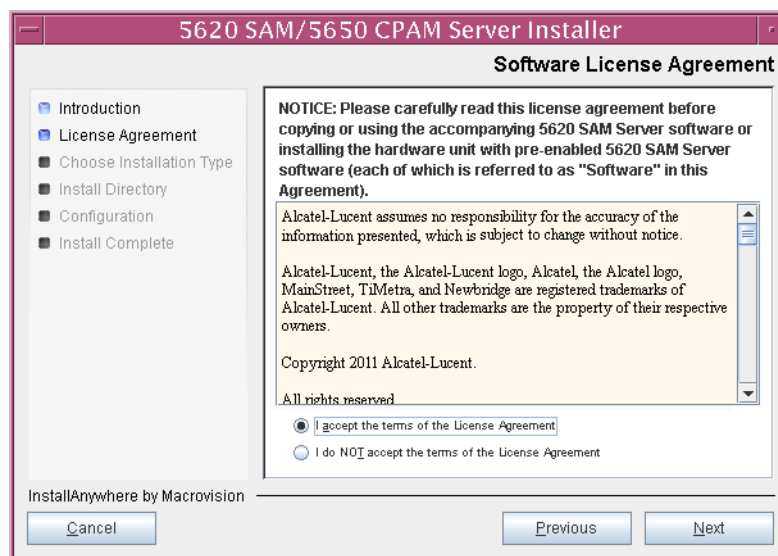 5620 SAM/5650 CPAM Server Installer
Software License Agreement
Introduction
License Agreement
Choose Installation Type
Install Directory
Configuration
Install Complete
NOTICE: Please carefully read this license agreement before
copying or using the accompanying 5620 SAM Server software or
installing the hardware unit with pre-enabled 5620 SAM Server
software (each of which is referred to as "Software" in this
Agreement).
Alcatel-Lucent assumes no responsibility for the accuracy of the
information presented, which is subject to change without notice.
Alcatel-Lucent, the Alcatel-Lucent logo, Alcatel, the Alcatel logo,
MainStreet, TiMetra, and Newbridge are registered trademarks of
Alcatel-Lucent. All other trademarks are the property of their respective
owners.
Copyright 2011 Alcatel-Lucent.
All rights reserved
I accept the terms of the License Agreement
I do NOT accept the terms of the License Agreement
InstallAnywhere by Macrovision
Cancel
Previous
Next